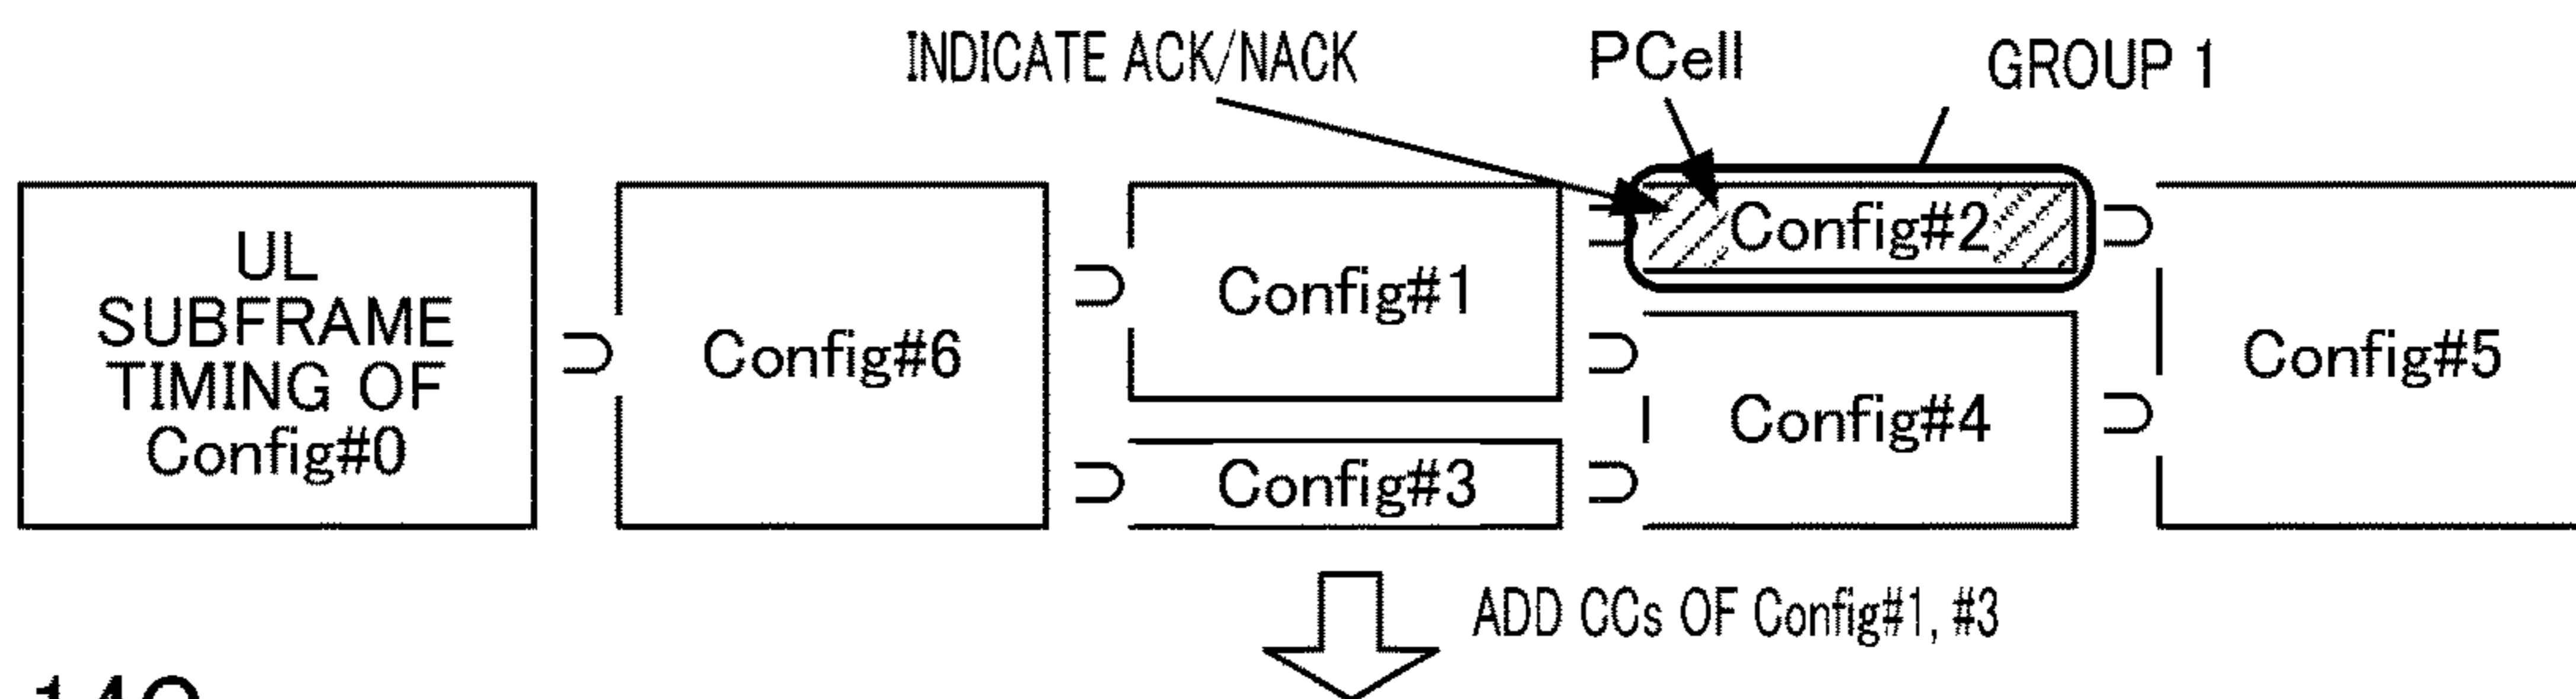 INDICATE ACK/NACK
PCell
GROUP 1
UL
SUBFRAME
TIMING OF
Config#0
Config#6
Config#1
Config#3
Config#2
Config#4
Config#5
ADD CCs OF Config#1, #3